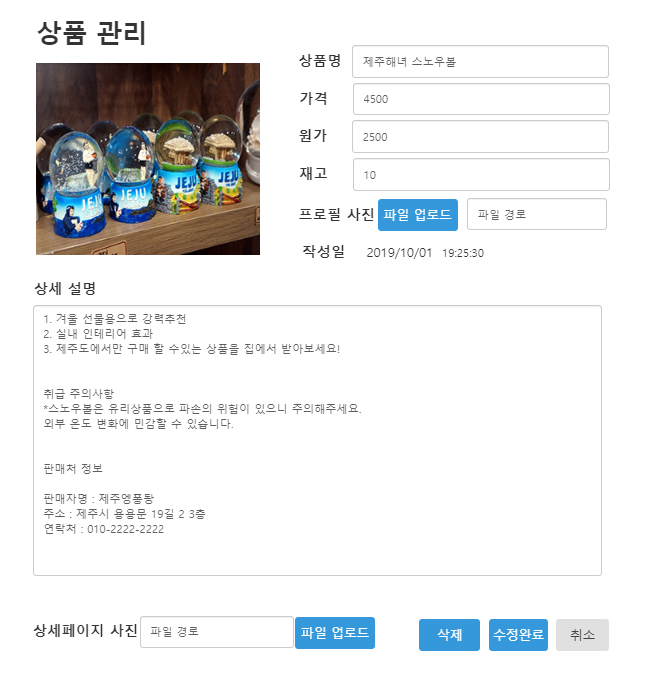 상품 관리
상품명 제주해녀 스노우볼
가격 4500
원가 2500
재고 10
프로필 사진 파일 업로드 파일 경로
작성일 2019/10/01 19:25:30
JEJU
JEJU
JEJU
상세 설명
1. 겨울 선물용으로 강력추천
2. 실내 인테리어 효과
3. 제주도에서만 구매 할 수있는 상품을 집에서 받아보세요!
취급 주의사항
*스노우볼은 유리상품으로 파손의 위험이 있으니 주의해주세요.
외부 온도 변화에 민감할 수 있습니다.
판매처 정보
판매자명 : 제주엥퐁왕
주소 : 제주시 용용문 19길 2 3층
연락처 : 010-2222-2222
상세페이지 사진 파일 경로 파일 업로드 삭제 수정완료 취소